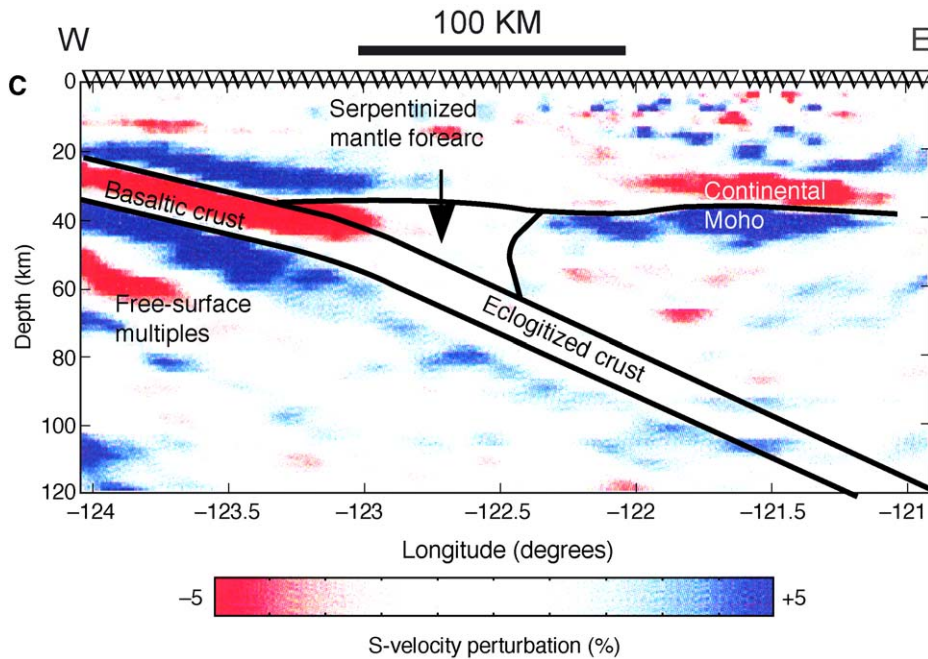 100 KM
W
E
C
Serpentinized
mantle forearc
Continental
Moho
Basaltic crust
Free-surface
multiples
Eclogitized crust
Depth (km)
0
20
40
60
80
100
120
−124
−123.5
−123
−122.5
−122
−121.5
−121
Longitude (degrees)
−5
+5
S-velocity perturbation (%)